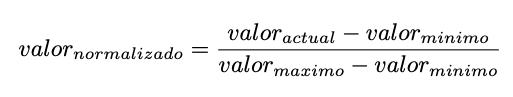 valor_normalizado = (valor_actual − valor_minimo) / (valor_maximo − valor_minimo)